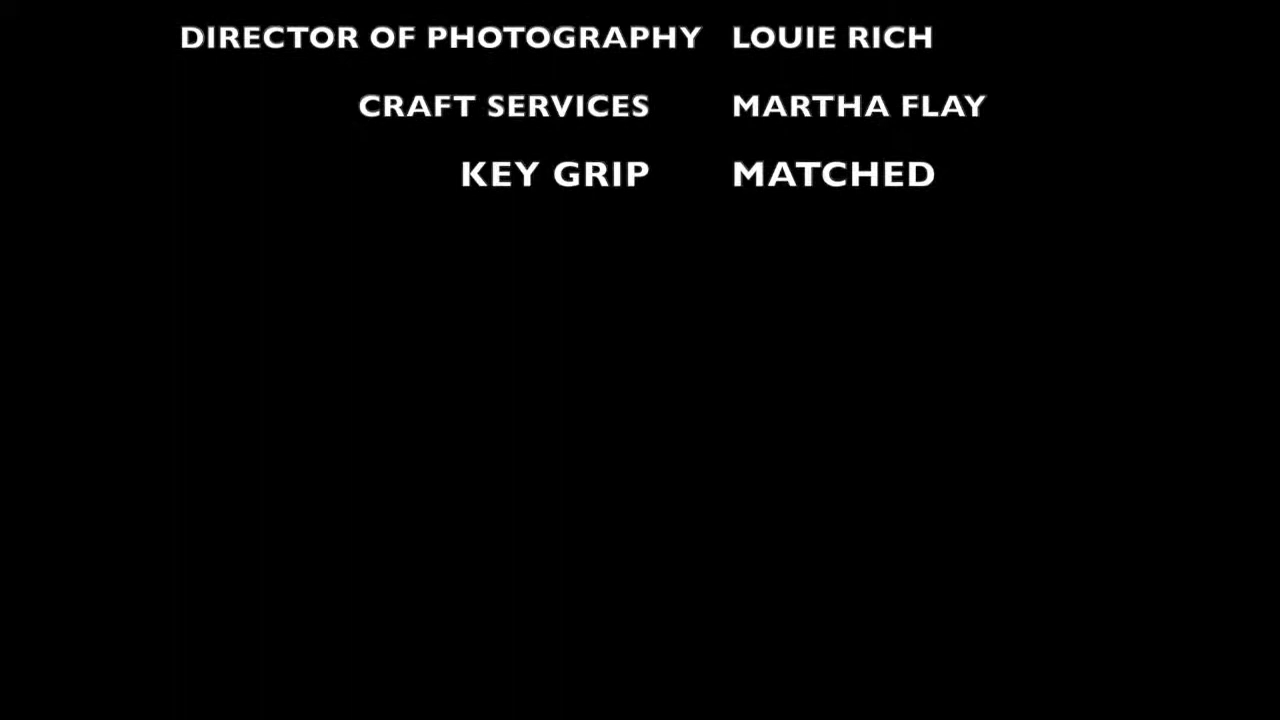 DIRECTOR OF PHOTOGRAPHY LOUIE RICH
CRAFT SERVICES MARTHA FLAY
KEY GRIP MATCHED